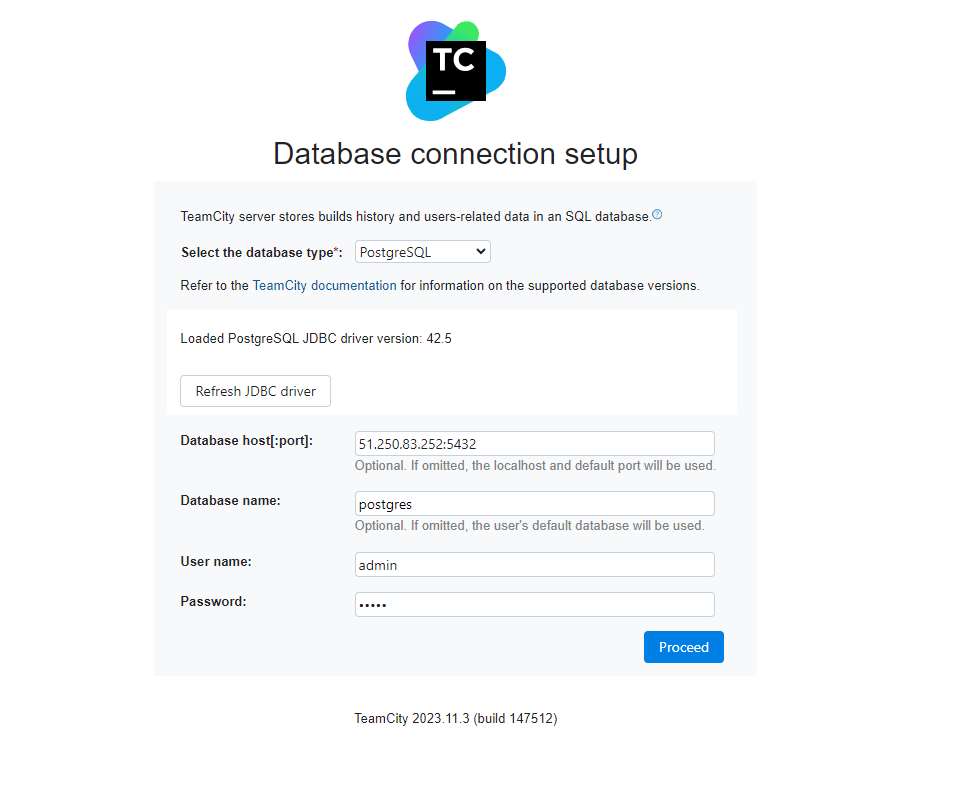 TC
Database connection setup
TeamCity server stores builds history and users-related data in an SQL database.?
Select the database type*: PostgreSQL
Refer to the TeamCity documentation for information on the supported database versions.
Loaded PostgreSQL JDBC driver version: 42.5
Refresh JDBC driver
Database host[:port]: 51.250.83.252:5432
Optional. If omitted, the localhost and default port will be used.
Database name: postgres
Optional. If omitted, the user's default database will be used.
User name: admin
Password: •••••
Proceed
TeamCity 2023.11.3 (build 147512)